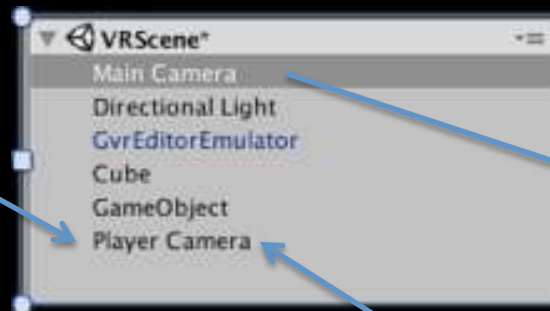 VRScene*
Main Camera
Directional Light
GvrEditorEmulator
Cube
GameObject
Player Camera